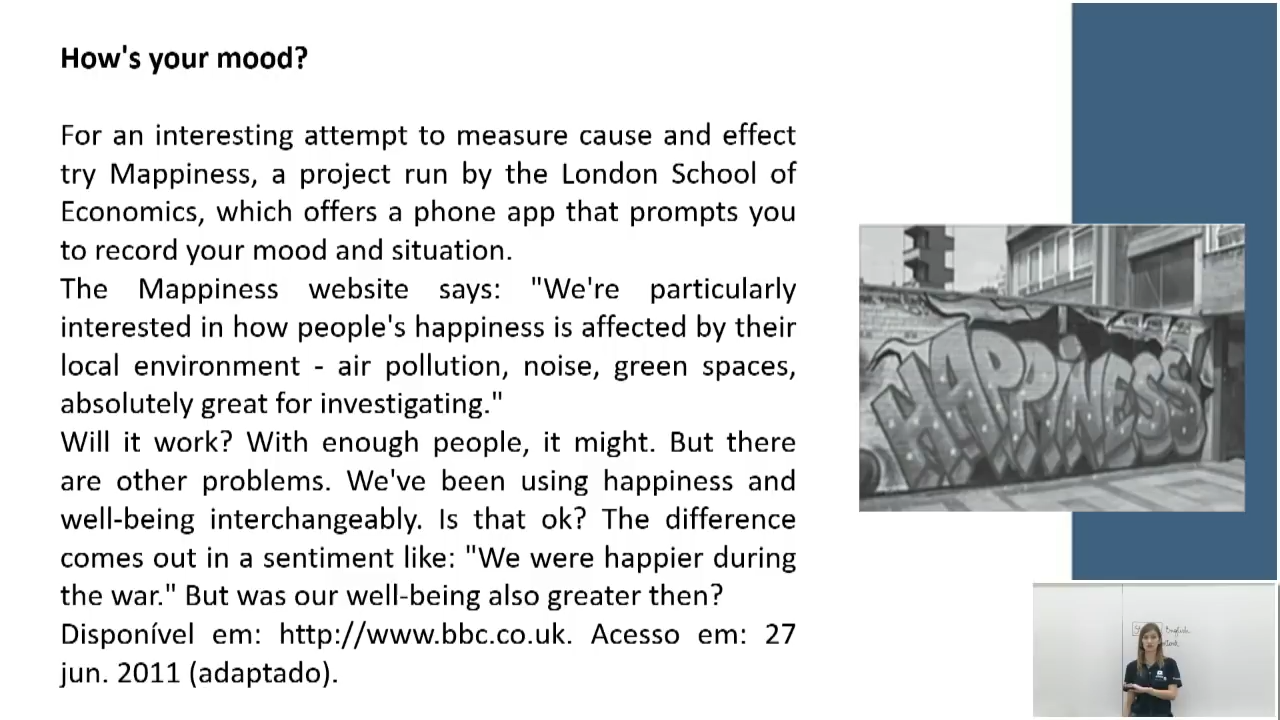 How's your mood?
For an interesting attempt to measure cause and effect
try Mappiness, a project run by the London School of
Economics, which offers a phone app that prompts you
to record your mood and situation.
The Mappiness website says: "We're particularly
interested in how people's happiness is affected by their
local environment - air pollution, noise, green spaces,
absolutely great for investigating."
Will it work? With enough people, it might. But there
are other problems. We've been using happiness and
well-being interchangeably. Is that ok? The difference
comes out in a sentiment like: "We were happier during
the war." But was our well-being also greater then?
Disponível em: http://www.bbc.co.uk. Acesso em: 27
jun. 2011 (adaptado).
HAPPINESS
English